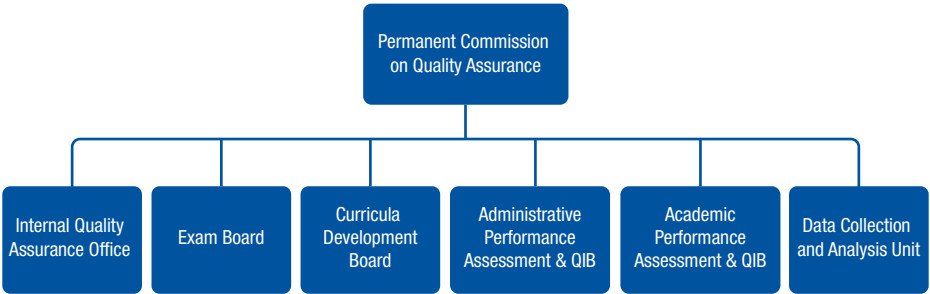 Permanent Commission
on Quality Assurance
Internal Quality
Assurance Office
Exam Board
Curricula
Development
Board
Administrative
Performance
Assessment & QIB
Academic
Performance
Assessment & QIB
Data Collection
and Analysis Unit